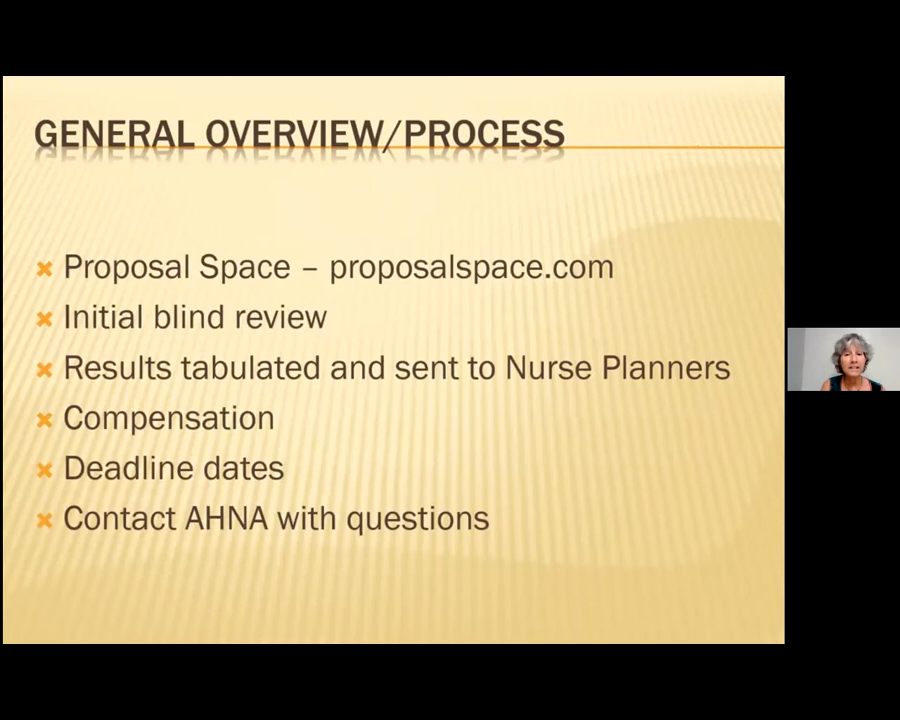 GENERAL OVERVIEW/PROCESS
Proposal Space – proposalspace.com
Initial blind review
Results tabulated and sent to Nurse Planners
Compensation
Deadline dates
Contact AHNA with questions